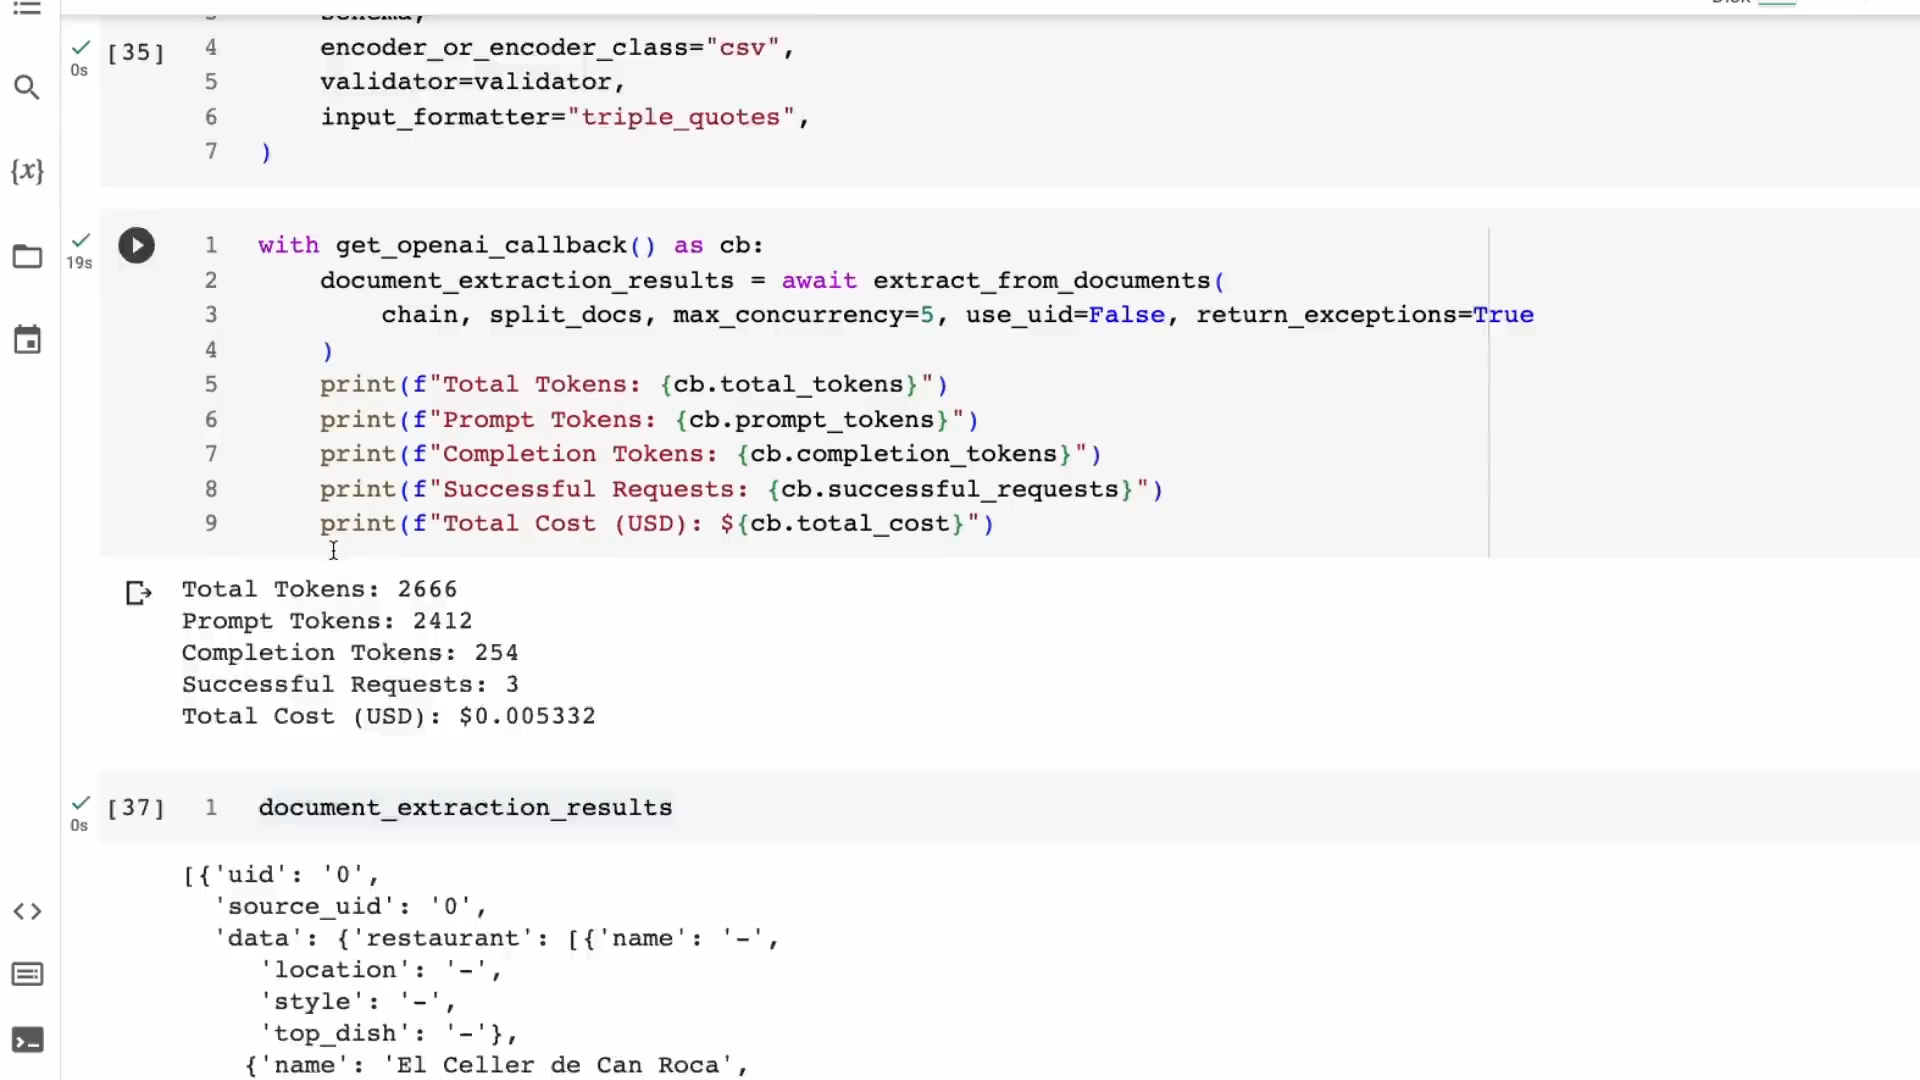 Disk
3 schema,
[35] 4 encoder_or_encoder_class="csv",
0s
5 validator=validator,
6 input_formatter="triple_quotes",
7 )
{x}
1 with get_openai_callback() as cb:
19s
2 document_extraction_results = await extract_from_documents(
3 chain, split_docs, max_concurrency=5, use_uid=False, return_exceptions=True
4 )
5 print(f"Total Tokens: {cb.total_tokens}")
6 print(f"Prompt Tokens: {cb.prompt_tokens}")
7 print(f"Completion Tokens: {cb.completion_tokens}")
8 print(f"Successful Requests: {cb.successful_requests}")
9 print(f"Total Cost (USD): ${cb.total_cost}")
Total Tokens: 2666
Prompt Tokens: 2412
Completion Tokens: 254
Successful Requests: 3
Total Cost (USD): $0.005332
[37] 1 document_extraction_results
0s
[{'uid': '0',
'source_uid': '0',
'data': {'restaurant': [{'name': '-',
'location': '-',
'style': '-',
'top_dish': '-'},
{'name': 'El Celler de Can Roca',